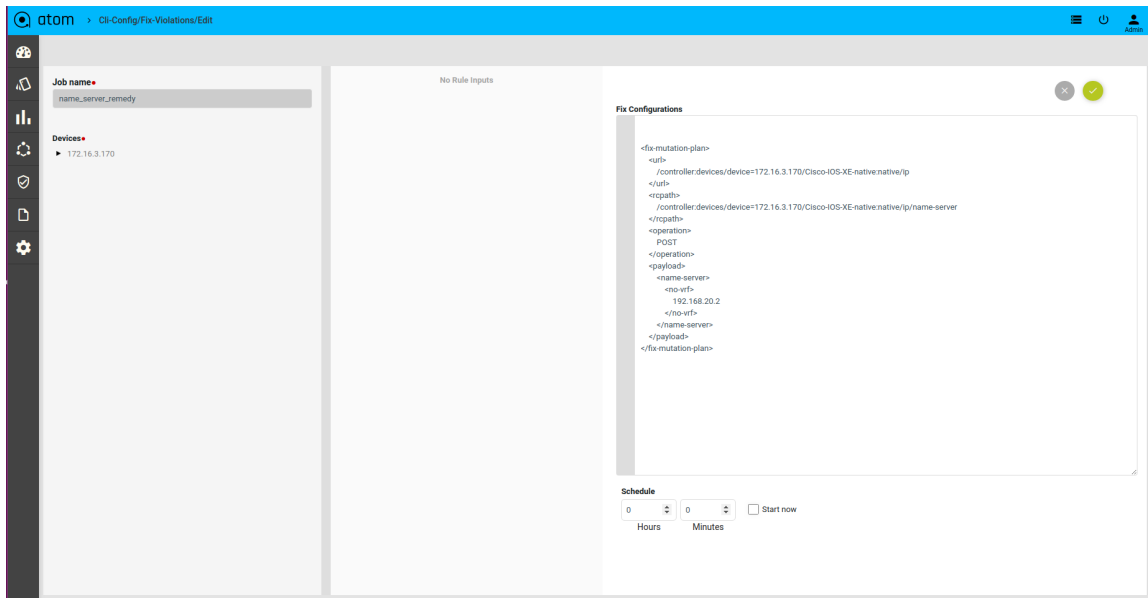 atom > Cli-Config/Fix-Violations/Edit
Admin
Job name
name_server_remedy
Devices
172.16.3.170
No Rule Inputs
Fix Configurations
<fix-mutation-plan>
<url>
/controller:devices/device=172.16.3.170/Cisco-IOS-XE-native:native/ip
</url>
<rcpath>
/controller:devices/device=172.16.3.170/Cisco-IOS-XE-native:native/ip/name-server
</rcpath>
<operation>
POST
</operation>
<payload>
<name-server>
<no-vrf>
192.168.20.2
</no-vrf>
</name-server>
</payload>
</fix-mutation-plan>
Schedule
0 0 Start now
Hours Minutes